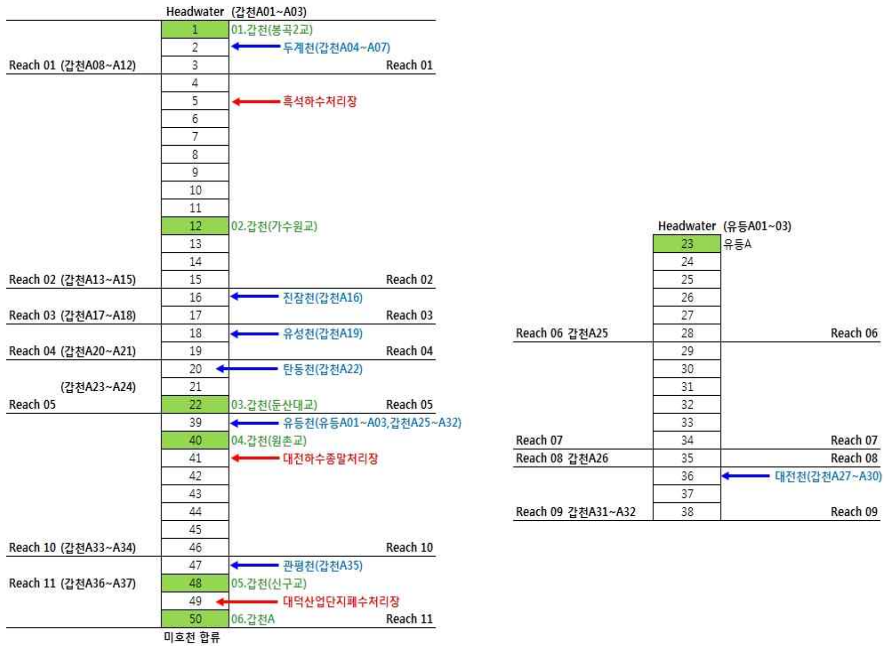 Headwater (갑천A01~A03)
1 01.갑천(봉곡2교)
2 두계천(갑천A04~A07)
Reach 01 (갑천A08~A12) 3 Reach 01
4
5 흑석하수처리장
6
7
8
9
10
11
12 02.갑천(가수원교)
13
14
Reach 02 (갑천A13~A15) 15 Reach 02
16 진잠천(갑천A16)
Reach 03 (갑천A17~A18) 17 Reach 03
18 유성천(갑천A19)
Reach 04 (갑천A20~A21) 19 Reach 04
20 탄동천(갑천A22)
(갑천A23~A24) 21
Reach 05 22 03.갑천(둔산대교) Reach 05
39 유등천(유등A01~A03,갑천A25~A32)
40 04.갑천(원촌교)
41 대전하수종말처리장
42
43
44
45
Reach 10 (갑천A33~A34) 46 Reach 10
47 관평천(갑천A35)
Reach 11 (갑천A36~A37) 48 05.갑천(신구교)
49 대덕산업단지폐수처리장
50 06.갑천A Reach 11
미호천 합류
Headwater (유등A01~03)
23 유등A
24
25
26
27
Reach 06 갑천A25 28 Reach 06
29
30
31
32
33
Reach 07 34 Reach 07
Reach 08 갑천A26 35 Reach 08
36 대전천(갑천A27~A30)
37
Reach 09 갑천A31~A32 38 Reach 09